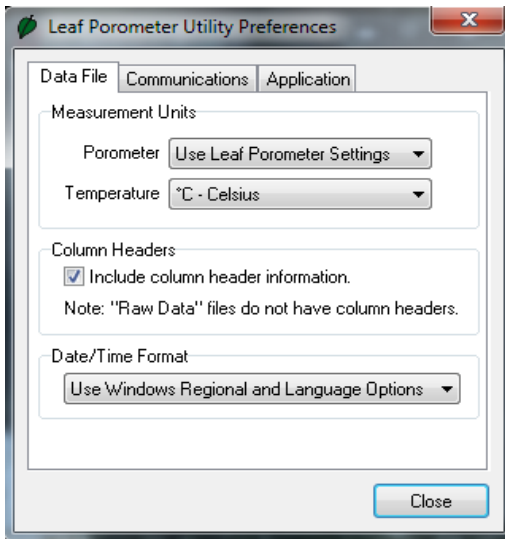 Leaf Porometer Utility Preferences
Data File Communications Application
Measurement Units
Porometer Use Leaf Porometer Settings
Temperature °C - Celsius
Column Headers
Include column header information.
Note: "Raw Data" files do not have column headers.
Date/Time Format
Use Windows Regional and Language Options
Close